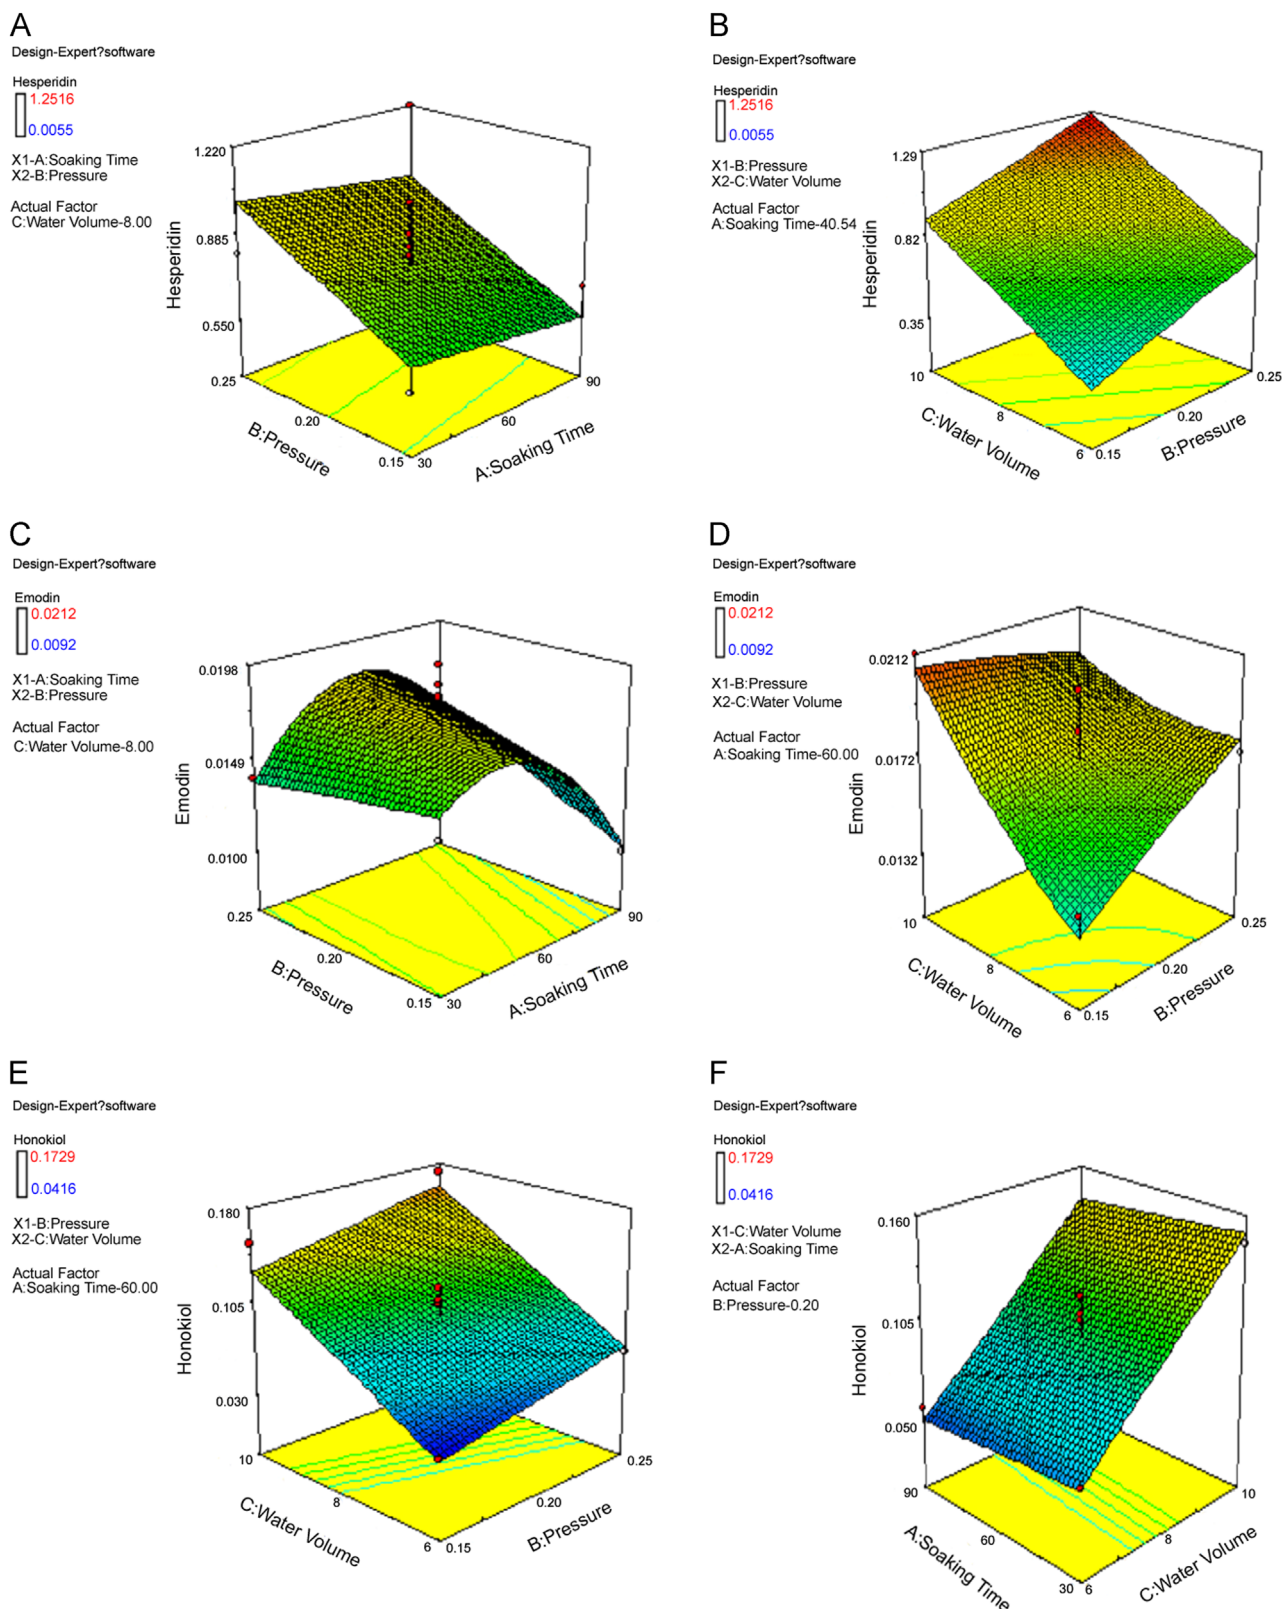 A
Design-Expert?software
Hesperidin
1.2516
0.0055
X1-A:Soaking Time
X2-B:Pressure
Actual Factor
C:Water Volume-8.00
1.220
0.885
0.550
Hesperidin
0.25
0.20
0.15
B:Pressure
30
60
90
A:Soaking Time
B
Design-Expert?software
Hesperidin
1.2516
0.0055
X1-B:Pressure
X2-C:Water Volume
Actual Factor
A:Soaking Time-40.54
1.29
0.82
0.35
Hesperidin
10
8
6
C:Water Volume
0.15
0.20
0.25
B:Pressure
C
Design-Expert?software
Emodin
0.0212
0.0092
X1-A:Soaking Time
X2-B:Pressure
Actual Factor
C:Water Volume-8.00
0.0198
0.0149
0.0100
Emodin
0.25
0.20
0.15
B:Pressure
30
60
90
A:Soaking Time
D
Design-Expert?software
Emodin
0.0212
0.0092
X1-B:Pressure
X2-C:Water Volume
Actual Factor
A:Soaking Time-60.00
0.0212
0.0172
0.0132
Emodin
10
8
6
C:Water Volume
0.15
0.20
0.25
B:Pressure
E
Design-Expert?software
Honokiol
0.1729
0.0416
X1-B:Pressure
X2-C:Water Volume
Actual Factor
A:Soaking Time-60.00
0.180
0.105
0.030
Honokiol
10
8
6
C:Water Volume
0.15
0.20
0.25
B:Pressure
F
Design-Expert?software
Honokiol
0.1729
0.0416
X1-C:Water Volume
X2-A:Soaking Time
Actual Factor
B:Pressure-0.20
0.160
0.105
0.050
Honokiol
90
60
30
A:Soaking Time
6
8
10
C:Water Volume